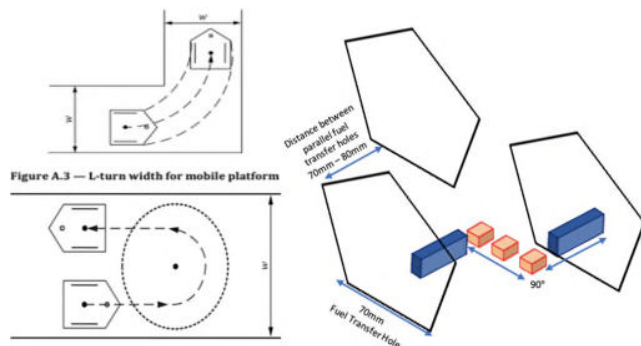 W
W
Figure A.3 — L-turn width for mobile platform
W
Distance between
parallel fuel
transfer holes
70mm – 80mm
70mm
Fuel Transfer Hole
90°